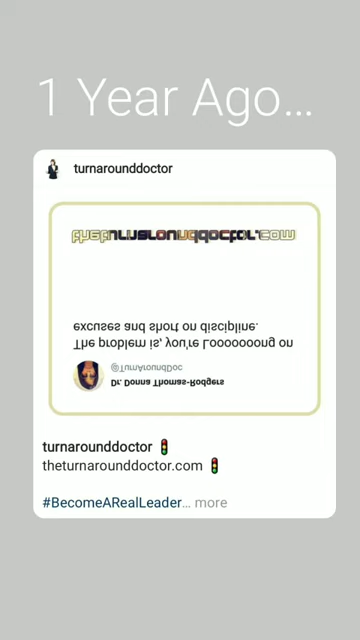 1 Year Ago...
turnarounddoctor
theturnarounddoctor.com
excuses and short on discipline.
The problem is, you're Looooooong on
@TurnAroundDoc
Dr. Donna Thomas-Rodgers
turnarounddoctor 🚦
theturnarounddoctor.com 🚦
#BecomeARealLeader... more